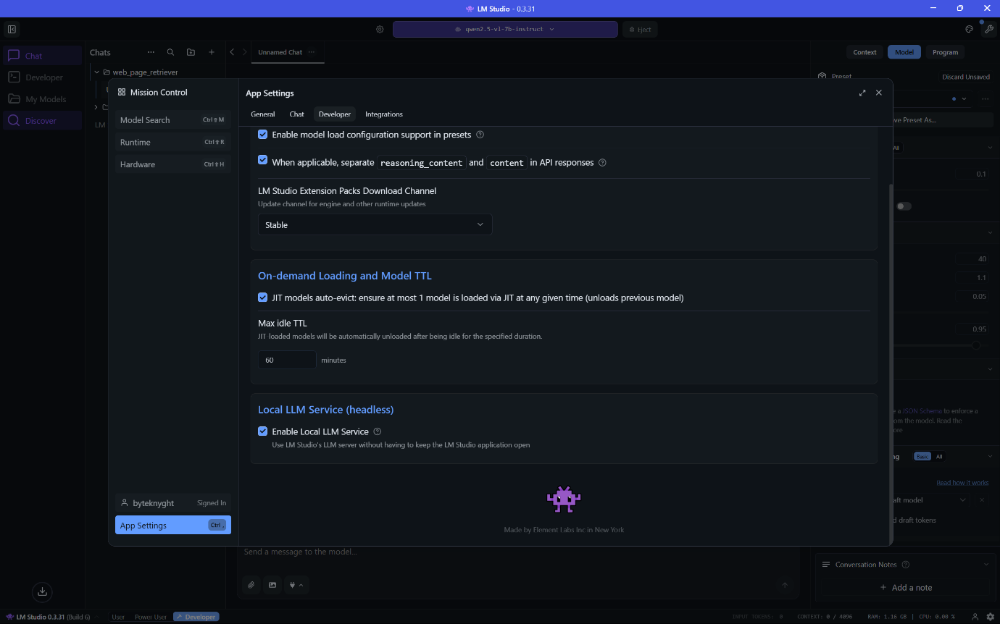 LM Studio - 0.3.31
qwen2.5-vl-7b-instruct
Eject
Chat
Developer
My Models
Discover
Chats
web_page_retriever
LM
Unnamed Chat
Context
Model
Program
Preset
Discard Unsaved
ve Preset As...
All
0.1
40
1.1
0.05
0.95
e a JSON Schema to enforce a
om the model. Read the
ore
ng
Basic
All
Read how it works
aft model
d draft tokens
Mission Control
Model Search
Ctrl⇧M
Runtime
Ctrl⇧R
Hardware
Ctrl⇧H
byteknyght
Signed In
App Settings
Ctrl ,
App Settings
General
Chat
Developer
Integrations
Enable model load configuration support in presets
When applicable, separate reasoning_content and content in API responses
LM Studio Extension Packs Download Channel
Update channel for engine and other runtime updates
Stable
On-demand Loading and Model TTL
JIT models auto-evict: ensure at most 1 model is loaded via JIT at any given time (unloads previous model)
Max idle TTL
JIT-loaded models will be automatically unloaded after being idle for the specified duration.
60 minutes
Local LLM Service (headless)
Enable Local LLM Service
Use LM Studio's LLM server without having to keep the LM Studio application open
Made by Element Labs Inc in New York
Send a message to the model...
Conversation Notes
+ Add a note
LM Studio 0.3.31 (Build 6)
User
Power User
Developer
INPUT TOKENS: 0
CONTEXT: 0 / 4096
RAM: 1.16 GB | CPU: 0.00 %